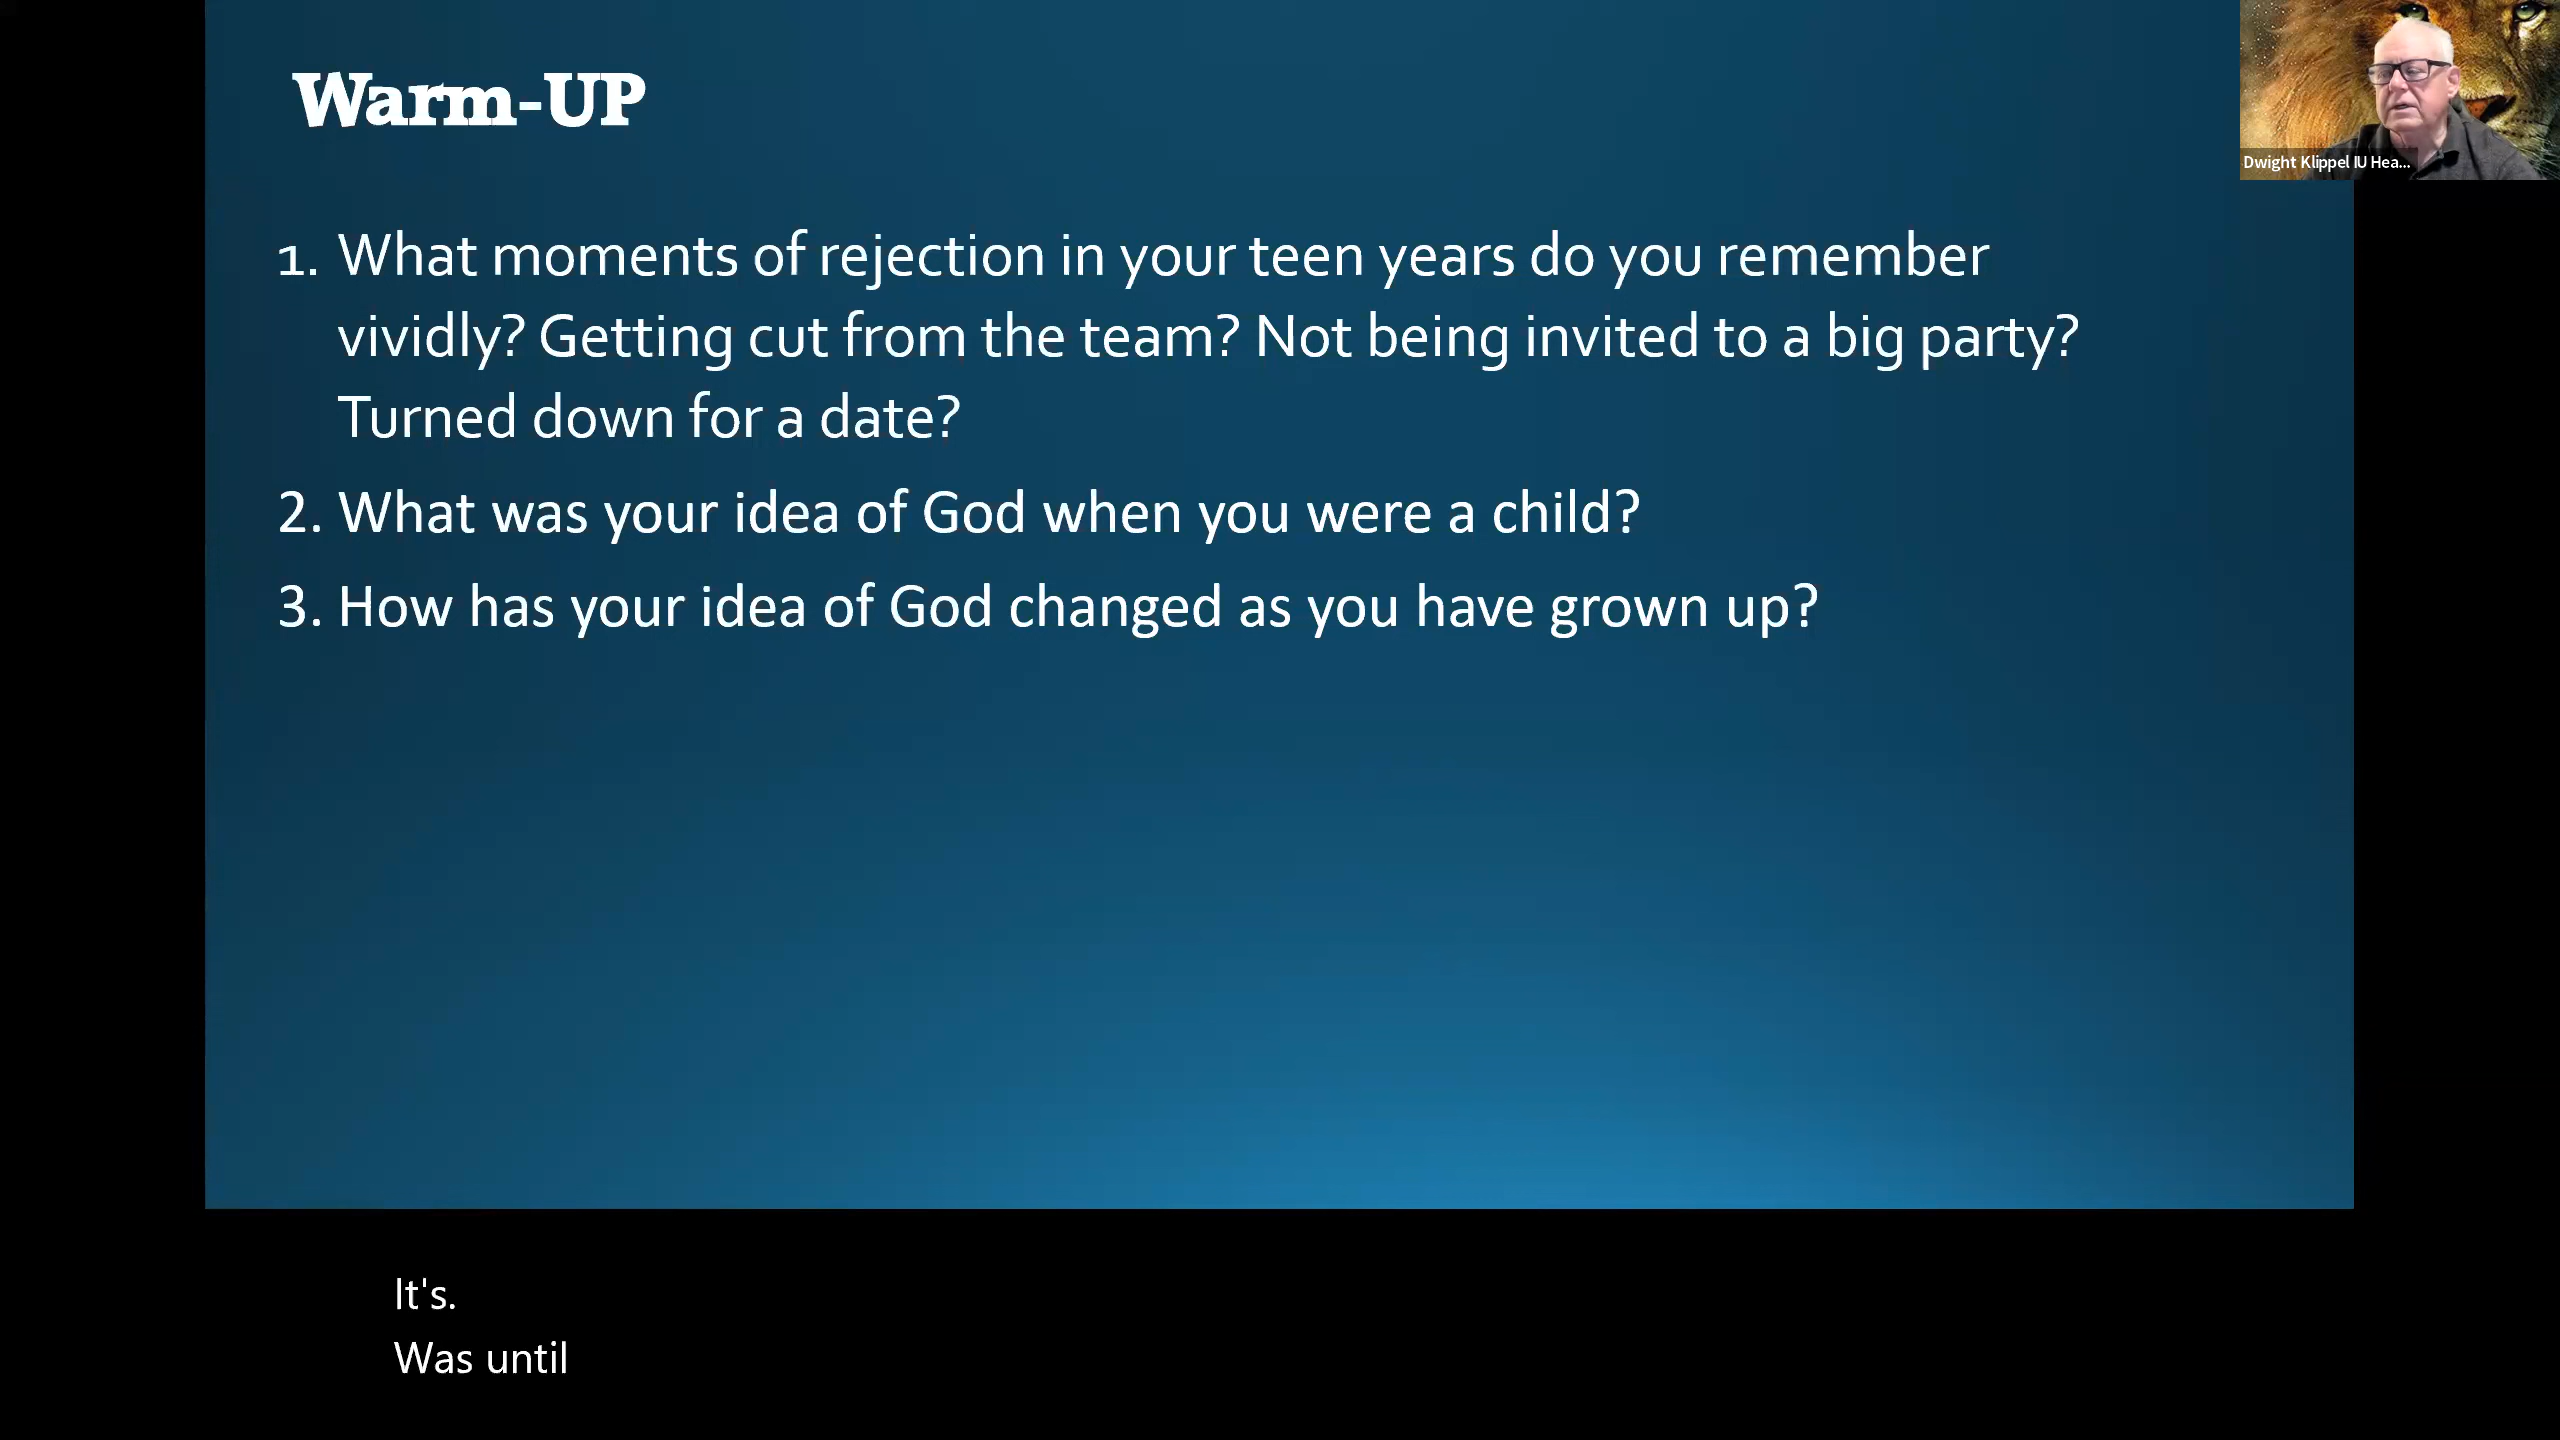 Warm-UP
Dwight Klippel IU Hea...
1. What moments of rejection in your teen years do you remember
vividly? Getting cut from the team? Not being invited to a big party?
Turned down for a date?
2. What was your idea of God when you were a child?
3. How has your idea of God changed as you have grown up?
It's.
Was until